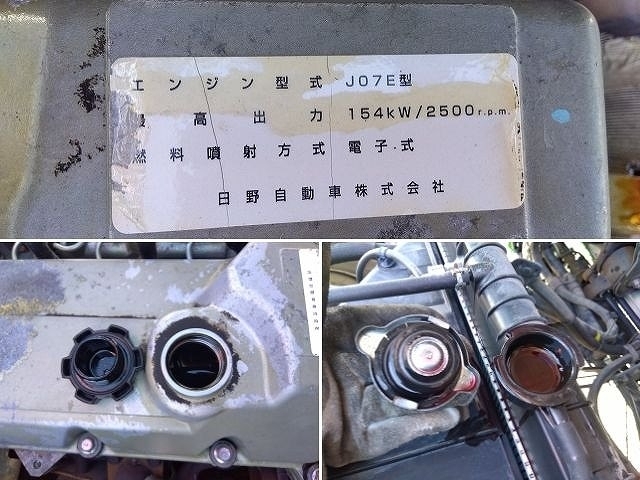 エンジン型式 J07E型
最高出力 154kW/2500r.p.m.
燃料噴射方式 電子.式
日野自動車株式会社